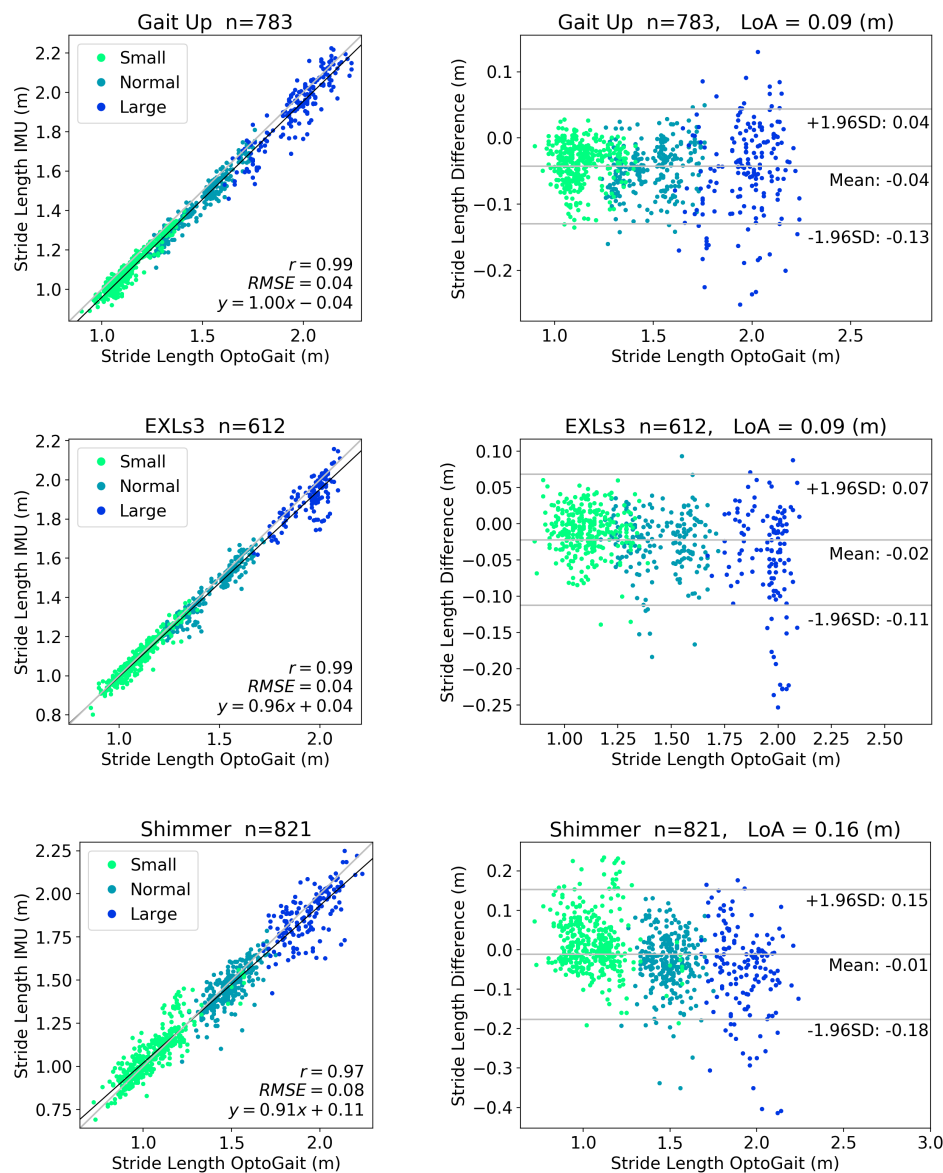 Gait Up  n=783
Small
Normal
Large
2.2
2.0
1.8
1.6
1.4
1.2
1.0
Stride Length IMU (m)
r = 0.99
RMSE = 0.04
y = 1.00x − 0.04
1.0 1.5 2.0
Stride Length OptoGait (m)
Gait Up  n=783,   LoA = 0.09 (m)
0.1
0.0
−0.1
−0.2
Stride Length Difference (m)
+1.96SD: 0.04
Mean: -0.04
-1.96SD: -0.13
1.0 1.5 2.0 2.5
Stride Length OptoGait (m)
EXLs3  n=612
Small
Normal
Large
2.2
2.0
1.8
1.6
1.4
1.2
1.0
0.8
Stride Length IMU (m)
r = 0.99
RMSE = 0.04
y = 0.96x + 0.04
1.0 1.5 2.0
Stride Length OptoGait (m)
EXLs3  n=612,   LoA = 0.09 (m)
0.10
0.05
0.00
−0.05
−0.10
−0.15
−0.20
−0.25
Stride Length Difference (m)
+1.96SD: 0.07
Mean: -0.02
-1.96SD: -0.11
1.00 1.25 1.50 1.75 2.00 2.25 2.50
Stride Length OptoGait (m)
Shimmer  n=821
Small
Normal
Large
2.25
2.00
1.75
1.50
1.25
1.00
0.75
Stride Length IMU (m)
r = 0.97
RMSE = 0.08
y = 0.91x + 0.11
1.0 1.5 2.0
Stride Length OptoGait (m)
Shimmer  n=821,   LoA = 0.16 (m)
0.2
0.1
0.0
−0.1
−0.2
−0.3
−0.4
Stride Length Difference (m)
+1.96SD: 0.15
Mean: -0.01
-1.96SD: -0.18
1.0 1.5 2.0 2.5 3.0
Stride Length OptoGait (m)